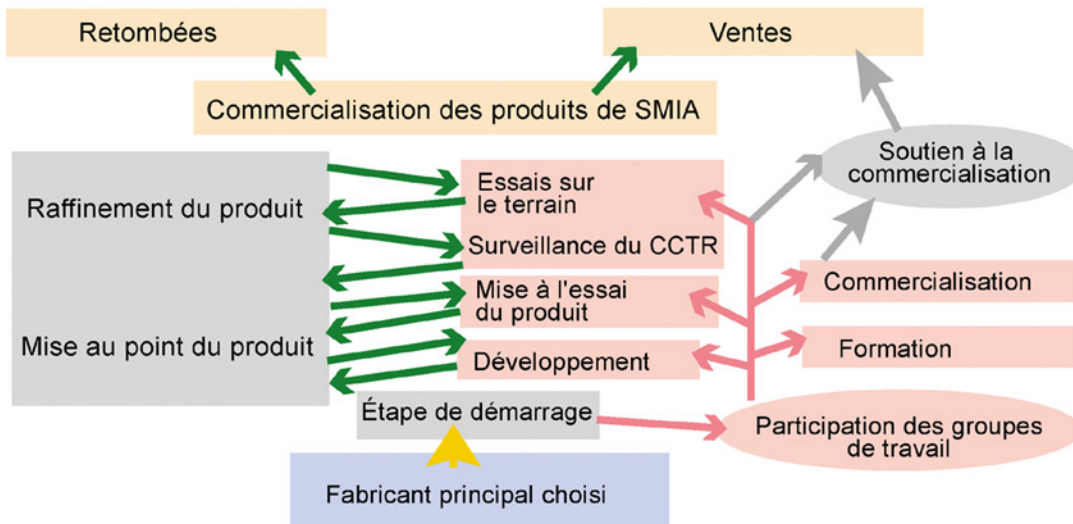 Retombées
Ventes
Commercialisation des produits de SMIA
Soutien à la
commercialisation
Raffinement du produit
Essais sur
le terrain
Surveillance du CCTR
Commercialisation
Mise à l'essai
du produit
Mise au point du produit
Développement
Formation
Étape de démarrage
Participation des groupes
de travail
Fabricant principal choisi